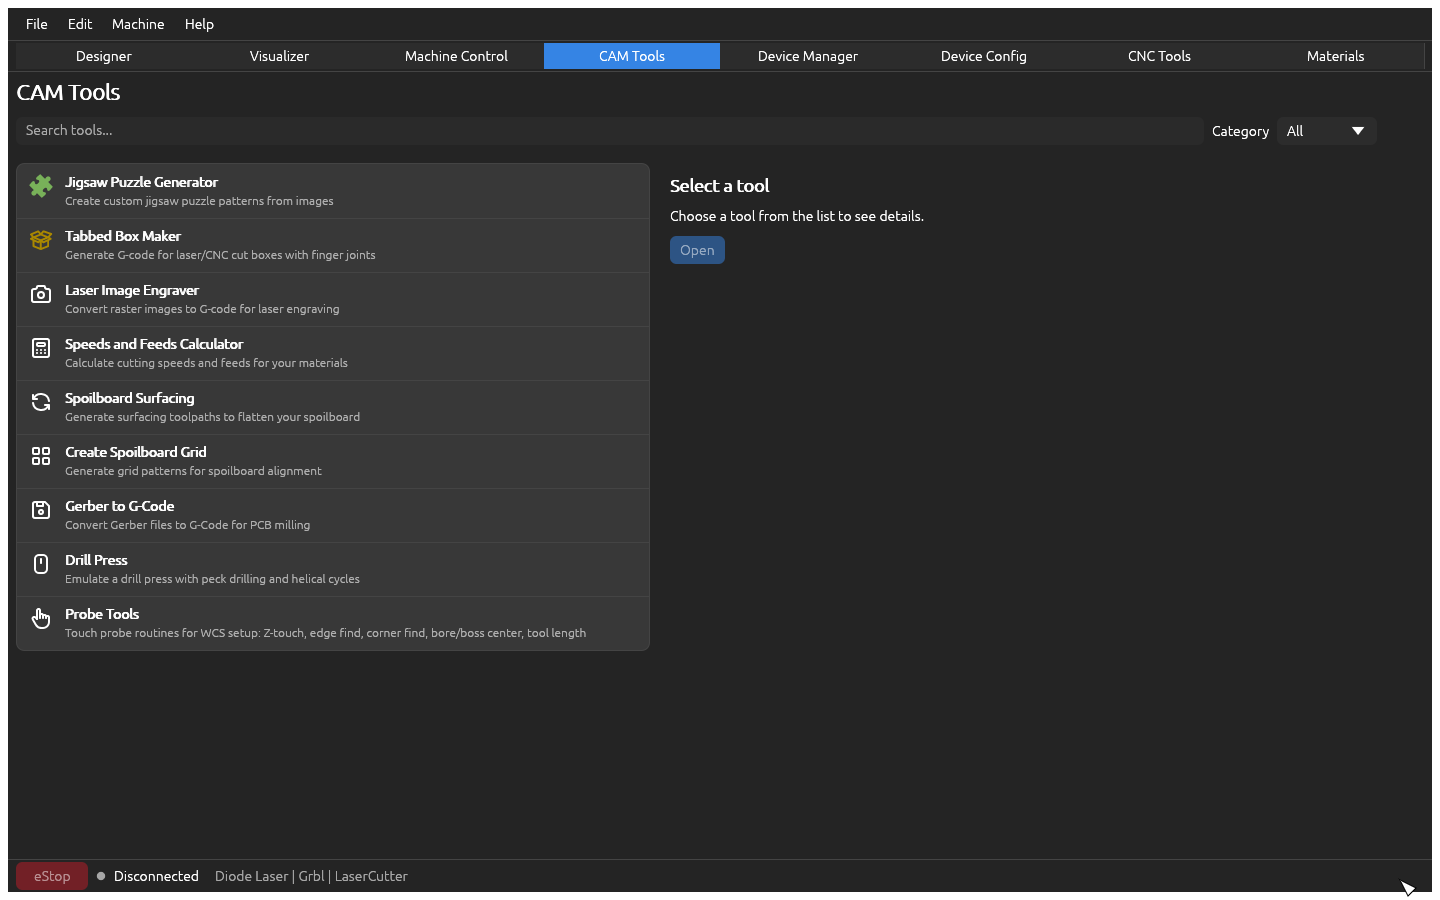 File Edit Machine Help
Designer Visualizer Machine Control CAM Tools Device Manager Device Config CNC Tools Materials
CAM Tools
Search tools... Category All
Jigsaw Puzzle Generator
Create custom jigsaw puzzle patterns from images
Tabbed Box Maker
Generate G-code for laser/CNC cut boxes with finger joints
Laser Image Engraver
Convert raster images to G-code for laser engraving
Speeds and Feeds Calculator
Calculate cutting speeds and feeds for your materials
Spoilboard Surfacing
Generate surfacing toolpaths to flatten your spoilboard
Create Spoilboard Grid
Generate grid patterns for spoilboard alignment
Gerber to G-Code
Convert Gerber files to G-Code for PCB milling
Drill Press
Emulate a drill press with peck drilling and helical cycles
Probe Tools
Touch probe routines for WCS setup: Z-touch, edge find, corner find, bore/boss center, tool length
Select a tool
Choose a tool from the list to see details.
Open
eStop Disconnected Diode Laser | Grbl | LaserCutter